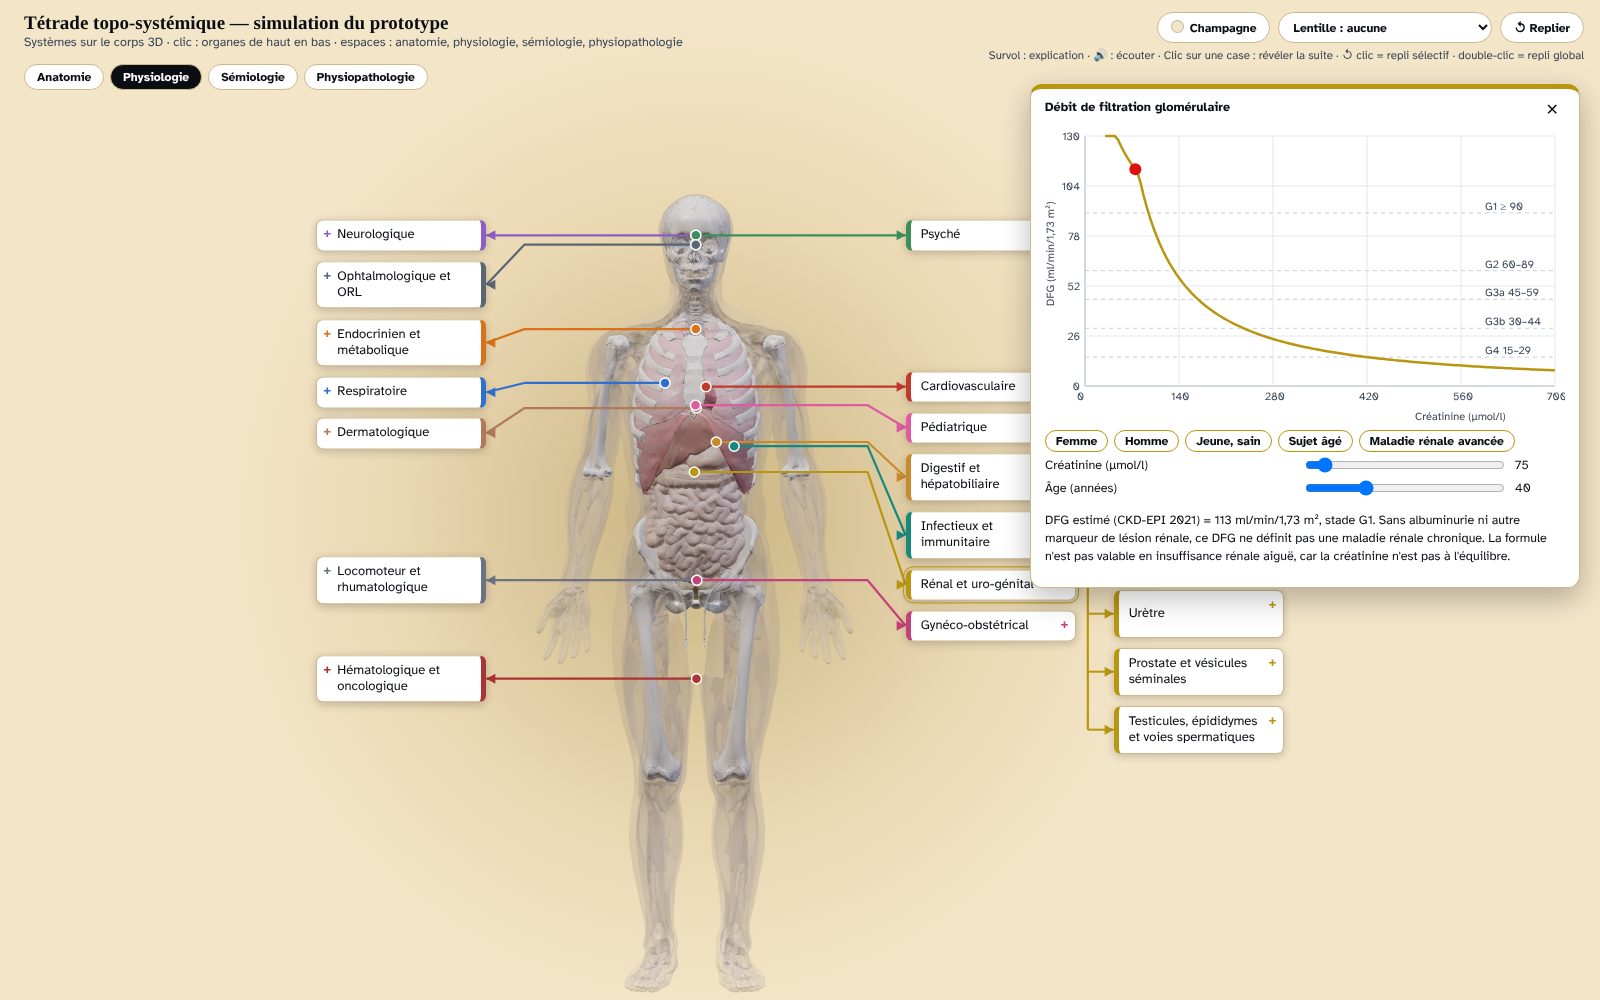 Tétrade topo-systémique — simulation du prototype
Systèmes sur le corps 3D · clic : organes de haut en bas · espaces : anatomie, physiologie, sémiologie, physiopathologie
Champagne
Lentille : aucune
↺ Replier
Survol : explication · 🔊 : écouter · Clic sur une case : révéler la suite · ↺ clic = repli sélectif · double-clic = repli global
Anatomie
Physiologie
Sémiologie
Physiopathologie
+ Neurologique
+ Ophtalmologique et
ORL
+ Endocrinien et
métabolique
+ Respiratoire
+ Dermatologique
+ Locomoteur et
rhumatologique
+ Hématologique et
oncologique
Psyché
Cardiovasculaire
Pédiatrique
Digestif et
hépatobiliaire
Infectieux et
immunitaire
Rénal et uro-génital
Gynéco-obstétrical +
Débit de filtration glomérulaire
✕
130
104
78
52
26
0
DFG (ml/min/1,73 m²)
G1 ≥ 90
G2 60–89
G3a 45–59
G3b 30–44
G4 15–29
0
140
280
420
560
700
Créatinine (µmol/l)
Femme
Homme
Jeune, sain
Sujet âgé
Maladie rénale avancée
Créatinine (µmol/l) 75
Âge (années) 40
DFG estimé (CKD-EPI 2021) = 113 ml/min/1,73 m², stade G1. Sans albuminurie ni autre
marqueur de lésion rénale, ce DFG ne définit pas une maladie rénale chronique. La formule
n'est pas valable en insuffisance rénale aiguë, car la créatinine n'est pas à l'équilibre.
Urètre +
Prostate et vésicules +
séminales
Testicules, épididymes +
et voies spermatiques